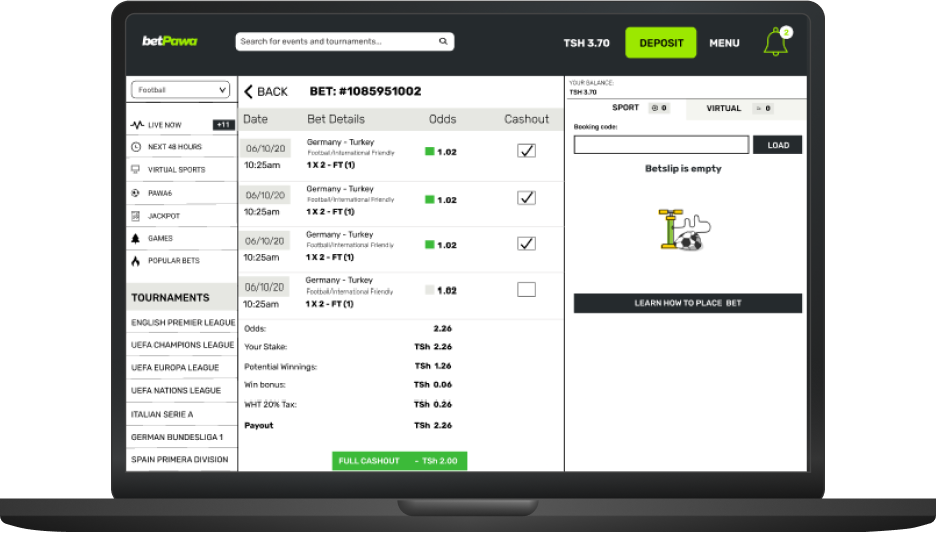 betPawa
Search for events and tournaments...
TSH 3.70
DEPOSIT
MENU
2
Football
LIVE NOW
+11
NEXT 48 HOURS
VIRTUAL SPORTS
PAWA6
JACKPOT
GAMES
POPULAR BETS
TOURNAMENTS
ENGLISH PREMIER LEAGUE
UEFA CHAMPIONS LEAGUE
UEFA EUROPA LEAGUE
UEFA NATIONS LEAGUE
ITALIAN SERIE A
GERMAN BUNDESLIGA 1
SPAIN PRIMERA DIVISION
BACK
BET: #1085951002
Date Bet Details Odds Cashout
06/10/20
10:25am
Germany - Turkey
Football/International Friendly
1 X 2 - FT (1)
1.02
06/10/20
10:25am
Germany - Turkey
Football/International Friendly
1 X 2 - FT (1)
1.02
06/10/20
10:25am
Germany - Turkey
Football/International Friendly
1 X 2 - FT (1)
1.02
06/10/20
10:25am
Germany - Turkey
Football/International Friendly
1 X 2 - FT (1)
1.02
Odds: 2.26
Your Stake: TSh 2.26
Potential Winnings: TSh 1.26
Win bonus: TSh 0.06
WHT 20% Tax: TSh 0.26
Payout TSh 2.26
FULL CASHOUT - TSh 2.00
YOUR BALANCE:
TSH 3.70
SPORT 0
VIRTUAL 0
Booking code:
LOAD
Betslip is empty
LEARN HOW TO PLACE BET